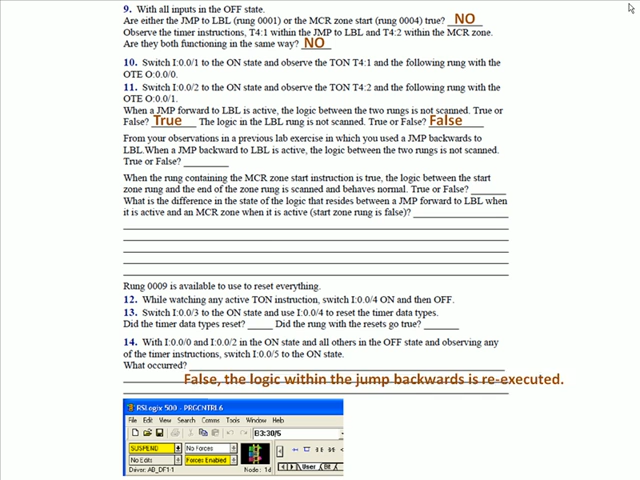 9. With all inputs in the OFF state.
Are either the JMP to LBL (rung 0001) or the MCR zone start (rung 0004) true? NO
Observe the timer instructions, T4:1 within the JMP to LBL and T4:2 within the MCR zone.
Are they both functioning in the same way? NO
10. Switch I:0.0/1 to the ON state and observe the TON T4:1 and the following rung with the
OTE O:0.0/0.
11. Switch I:0.0/2 to the ON state and observe the TON T4:2 and the following rung with the
OTE O:0.0/1.
When a JMP forward to LBL is active, the logic between the two rungs is not scanned. True or
False? True The logic in the LBL rung is not scanned. True or False? False
From your observations in a previous lab exercise in which you used a JMP backwards to
LBL.When a JMP backward to LBL is active, the logic between the two rungs is not scanned.
True or False?
When the rung containing the MCR zone start instruction is true, the logic between the start
zone rung and the end of the zone rung is scanned and behaves normal. True or False?
What is the difference in the state of the logic that resides between a JMP forward to LBL when
it is active and an MCR zone when it is active (start zone rung is false)?
Rung 0009 is available to use to reset everything.
12. While watching any active TON instruction, switch I:0.0/4 ON and then OFF.
13. Switch I:0.0/3 to the ON state and use I:0.0/4 to reset the timer data types.
Did the timer data types reset? Did the rung with the resets go true?
14. With I:0.0/0 and I:0.0/2 in the ON state and all others in the OFF state and observing any
of the timer instructions, switch I:0.0/5 to the ON state.
What occurred?
False, the logic within the jump backwards is re-executed.
RSLogix 500 - PRGCNTRL6
File Edit View Search Comms Tools Window Help
B3:30/5
SUSPEND No Forces
No Edits Forces Enabled
Driver: AB_DF1-1 Node: 1d
User Bit